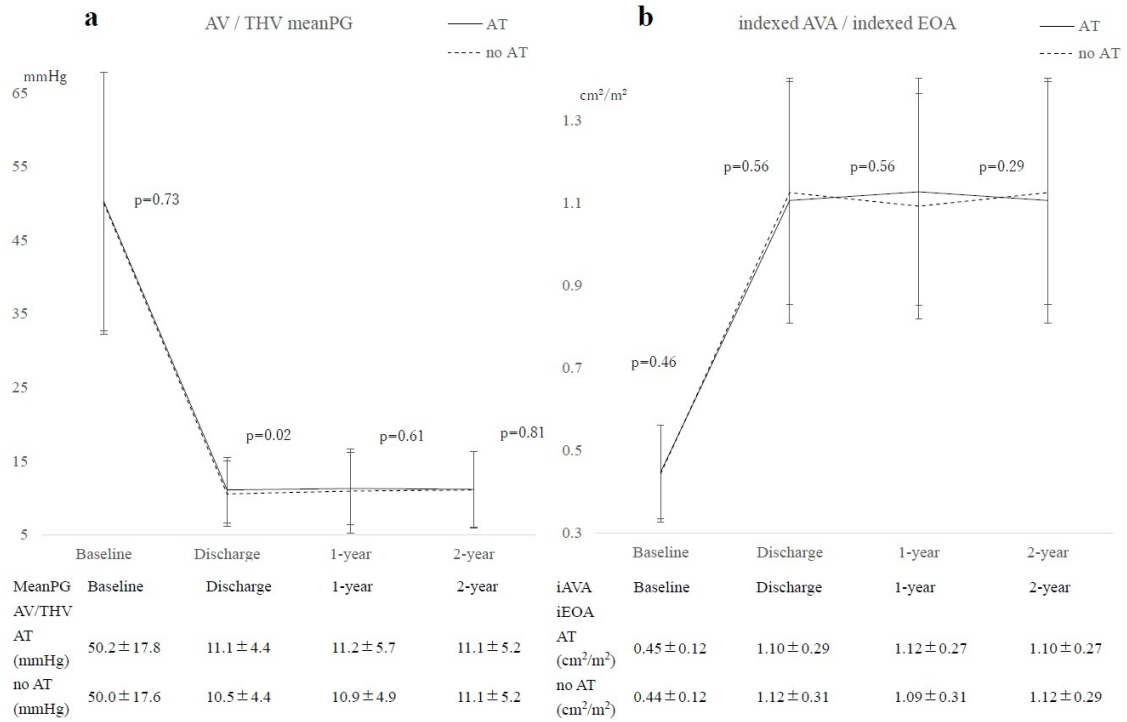 a
AV / THV meanPG
AT
no AT
mmHg
65
55
45
35
25
15
5
p=0.73
p=0.02
p=0.61
p=0.81
Baseline Discharge 1-year 2-year
MeanPG Baseline Discharge 1-year 2-year
AV/THV
AT
(mmHg) 50.2±17.8 11.1±4.4 11.2±5.7 11.1±5.2
no AT
(mmHg) 50.0±17.6 10.5±4.4 10.9±4.9 11.1±5.2
b
indexed AVA / indexed EOA
AT
no AT
cm²/m²
1.3
1.1
0.9
0.7
0.5
0.3
p=0.46
p=0.56
p=0.56
p=0.29
Baseline Discharge 1-year 2-year
iAVA Baseline Discharge 1-year 2-year
iEOA
AT
(cm²/m²) 0.45±0.12 1.10±0.29 1.12±0.27 1.10±0.27
no AT
(cm²/m²) 0.44±0.12 1.12±0.31 1.09±0.31 1.12±0.29